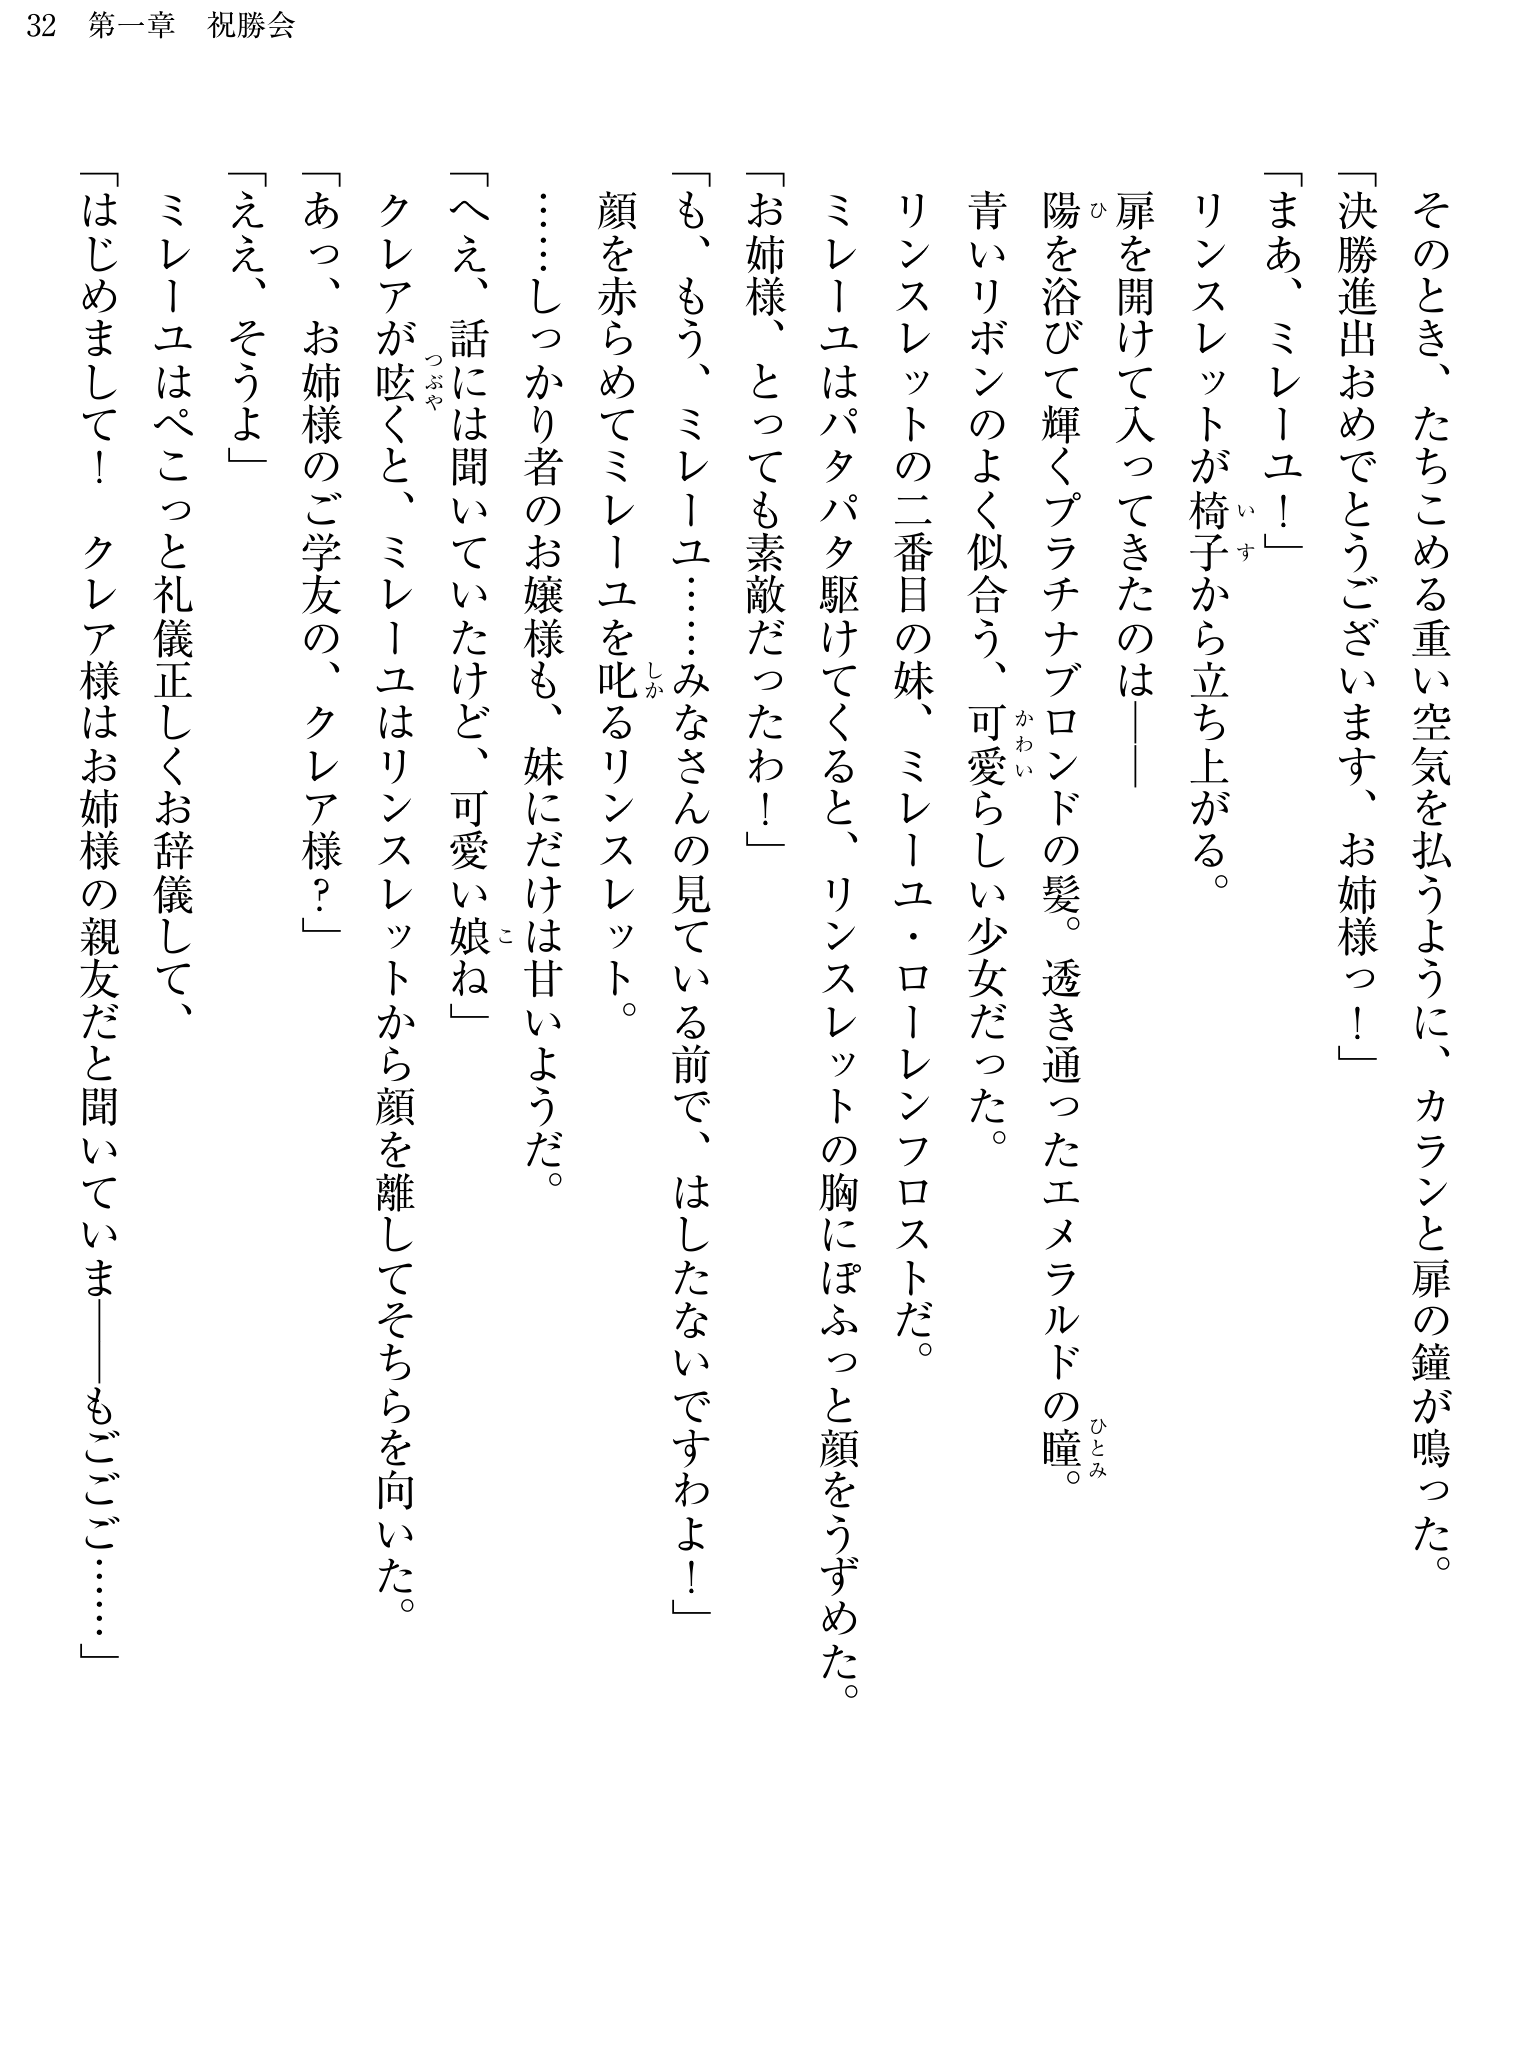 32 第一章 祝勝会
そのとき、たちこめる重い空気を払うように、カランと扉の鐘が鳴った。
「決勝進出おめでとうございます、お姉様っ！」
「まあ、ミレーユ！」
リンスレットが椅子から立ち上がる。
扉を開けて入ってきたのは――
陽を浴びて輝くプラチナブロンドの髪。透き通ったエメラルドの瞳。
青いリボンのよく似合う、可愛らしい少女だった。
リンスレットの二番目の妹、ミレーユ・ローレンフロストだ。
ミレーユはパタパタ駆けてくると、リンスレットの胸にぽふっと顔をうずめた。
「お姉様、とっても素敵だったわ！」
「も、もう、ミレーユ……みなさんの見ている前で、はしたないですわよ！」
顔を赤らめてミレーユを叱るリンスレット。
……しっかり者のお嬢様も、妹にだけは甘いようだ。
「へえ、話には聞いていたけど、可愛い娘ね」
クレアが呟くと、ミレーユはリンスレットから顔を離してそちらを向いた。
「あっ、お姉様のご学友の、クレア様？」
「ええ、そうよ」
ミレーユはぺこっと礼儀正しくお辞儀して、
「はじめまして！　クレア様はお姉様の親友だと聞いていま――もごごご……」